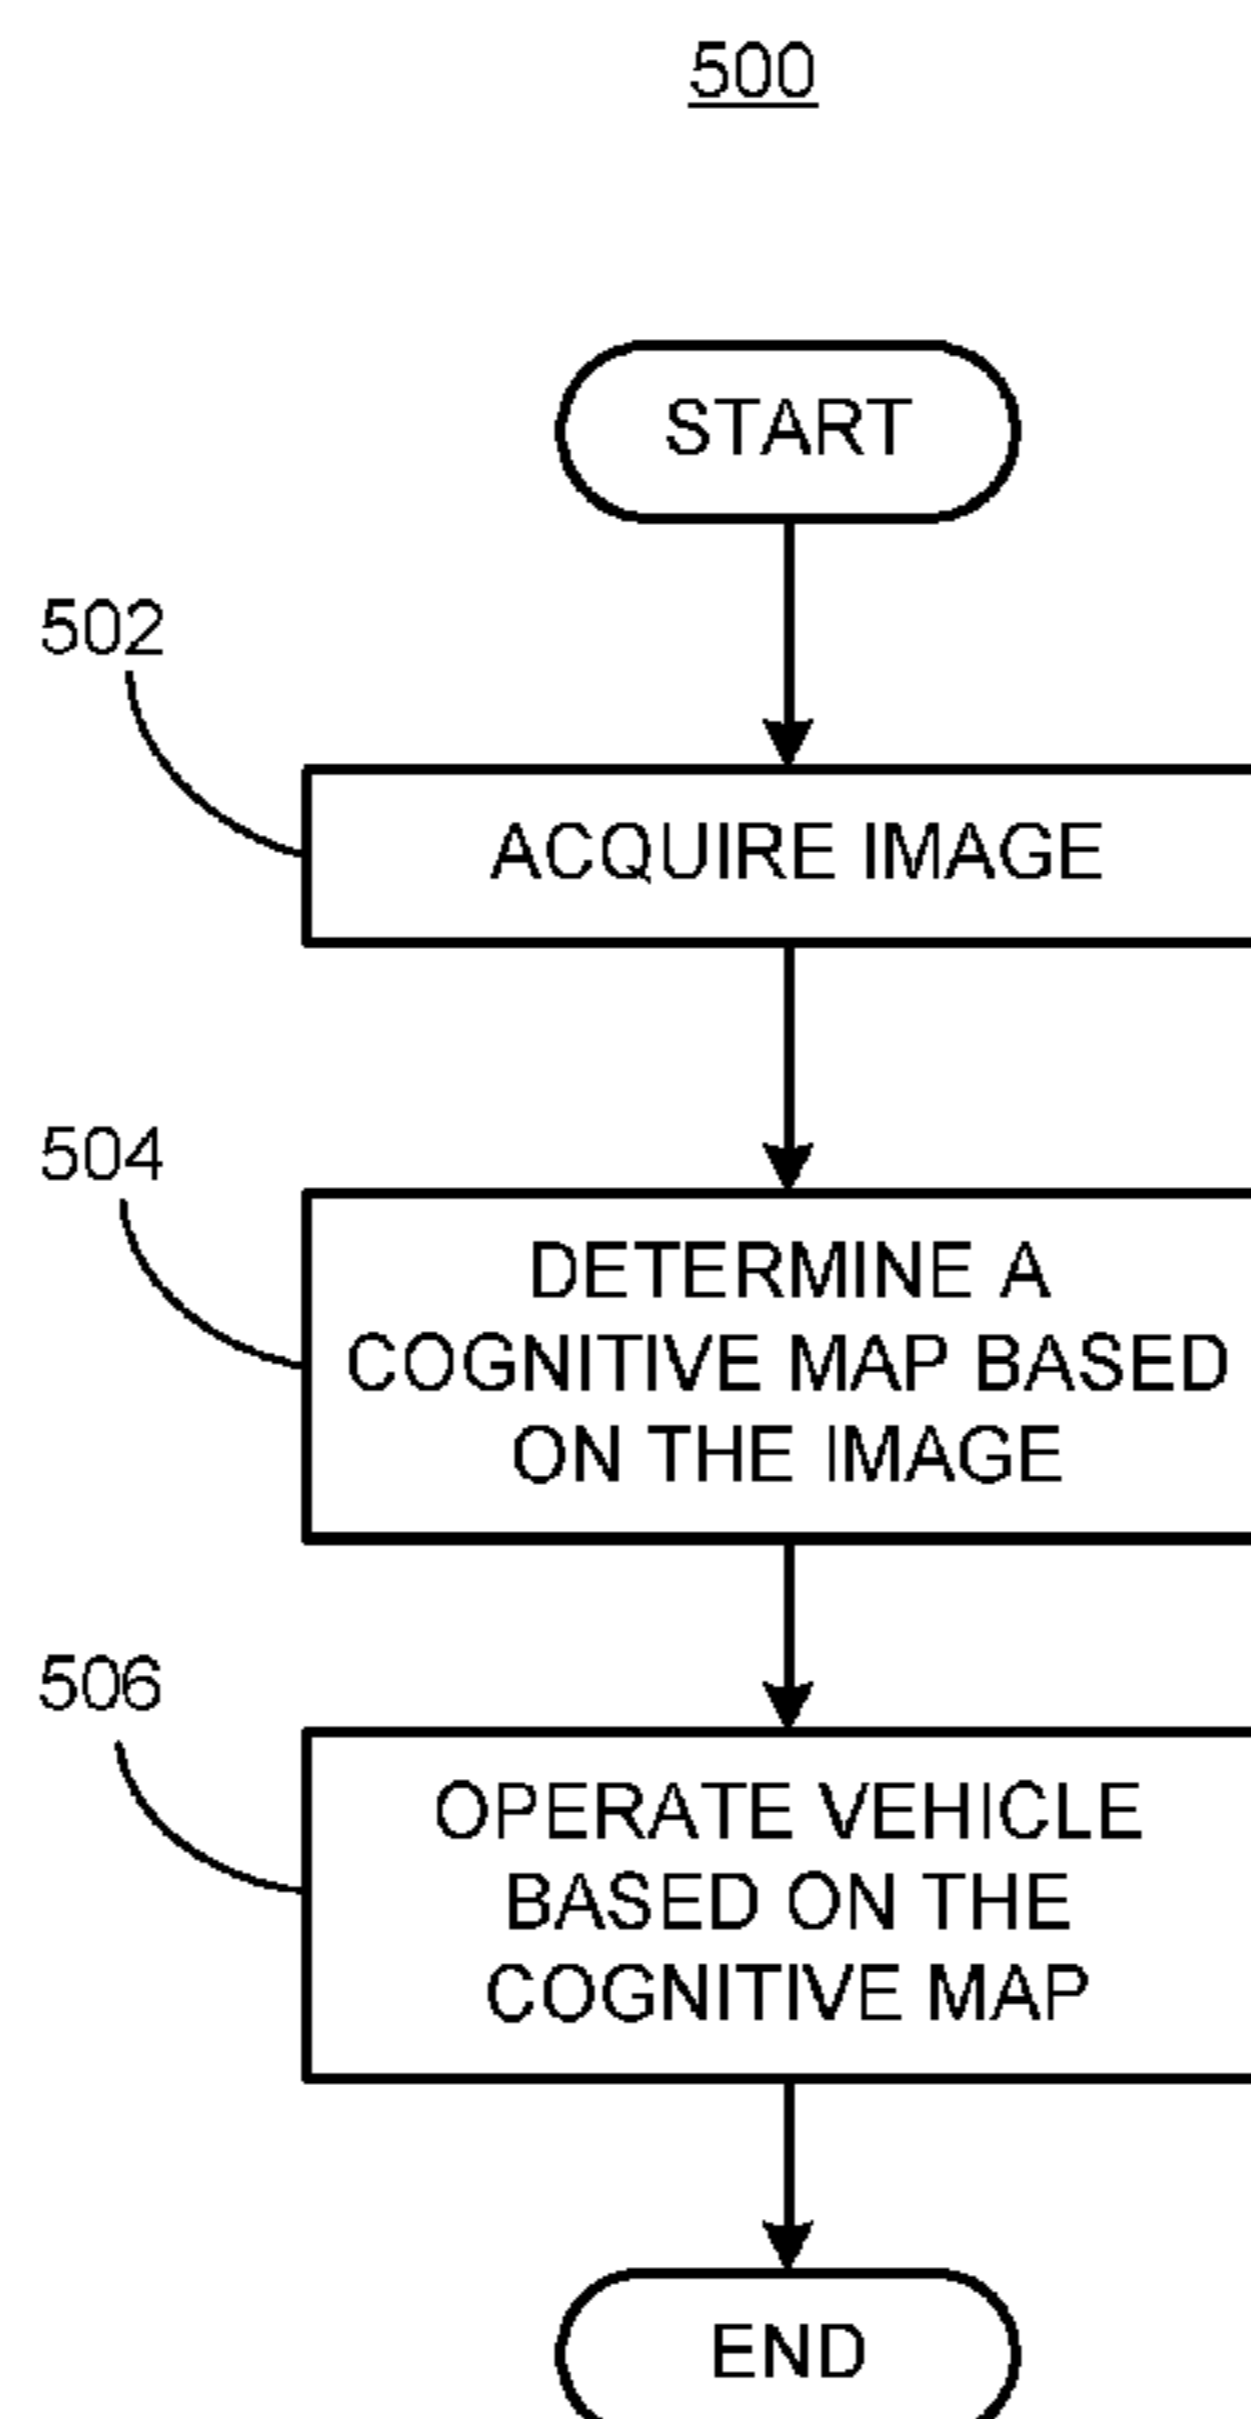 500
START
502
ACQUIRE IMAGE
504
DETERMINE A
COGNITIVE MAP BASED
ON THE IMAGE
506
OPERATE VEHICLE
BASED ON THE
COGNITIVE MAP
END